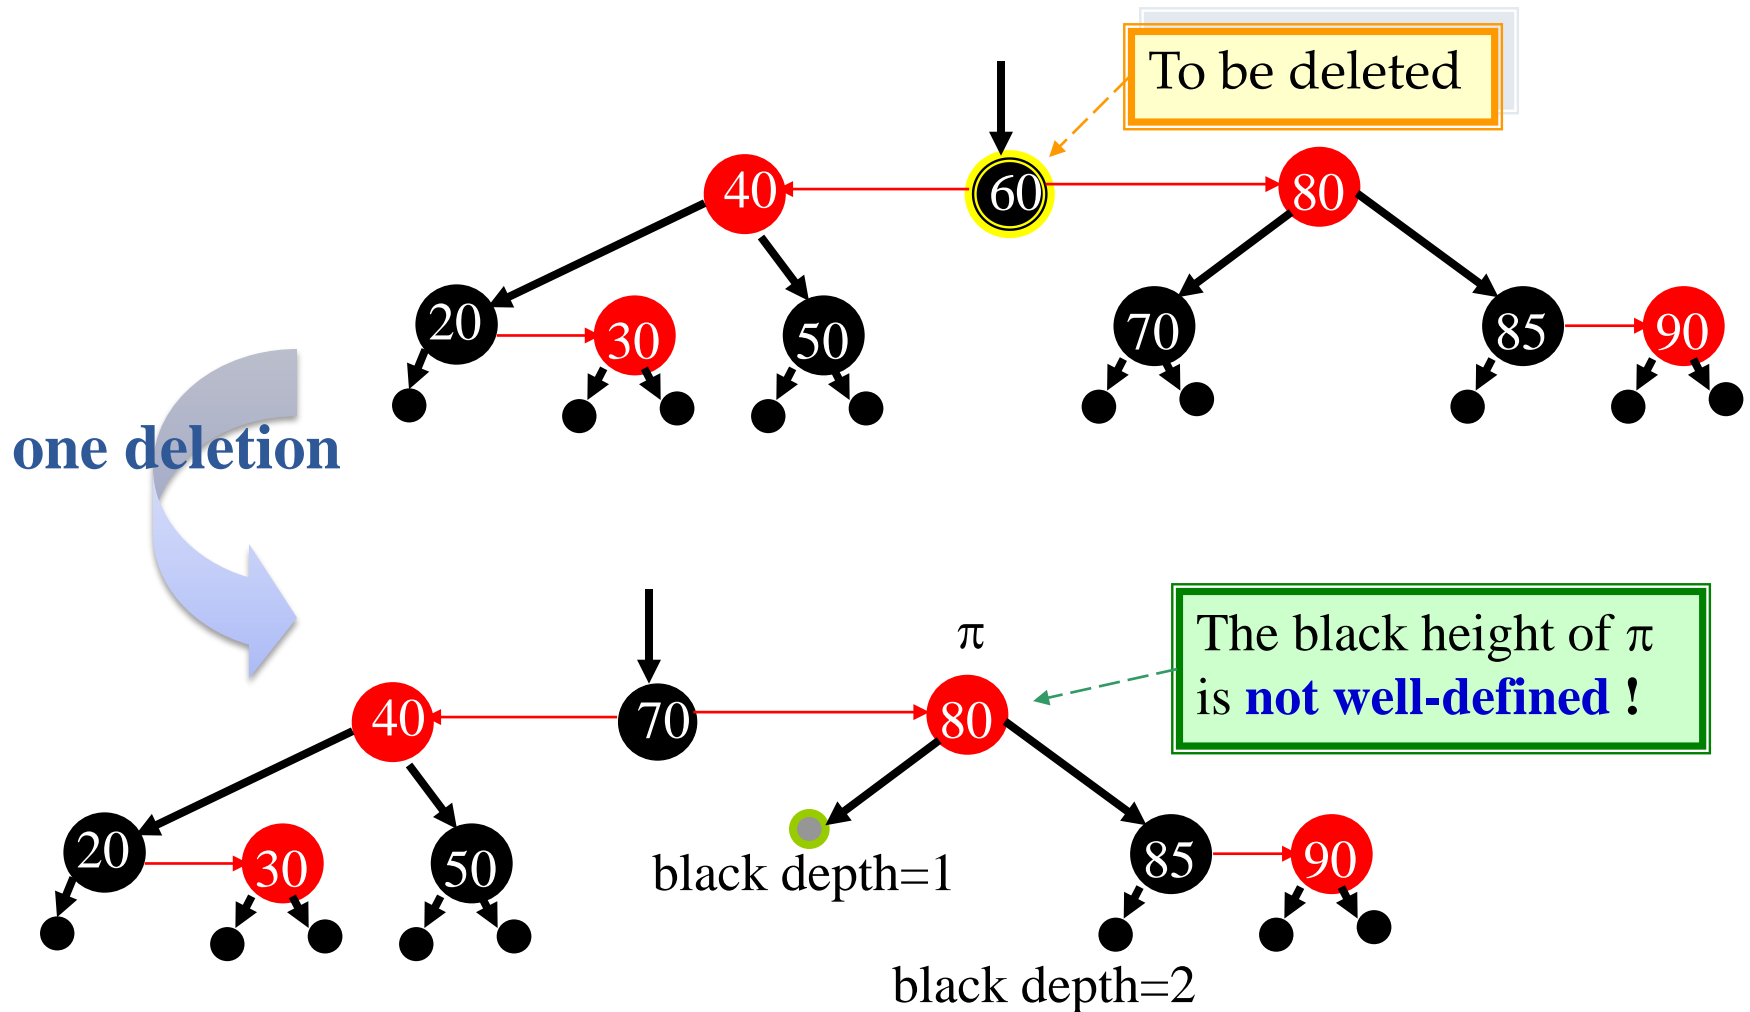 To be deleted
40
60
80
20
30
50
70
85
90
one deletion
π
The black height of π
is not well-defined !
40
70
80
20
30
50
black depth=1
85
90
black depth=2